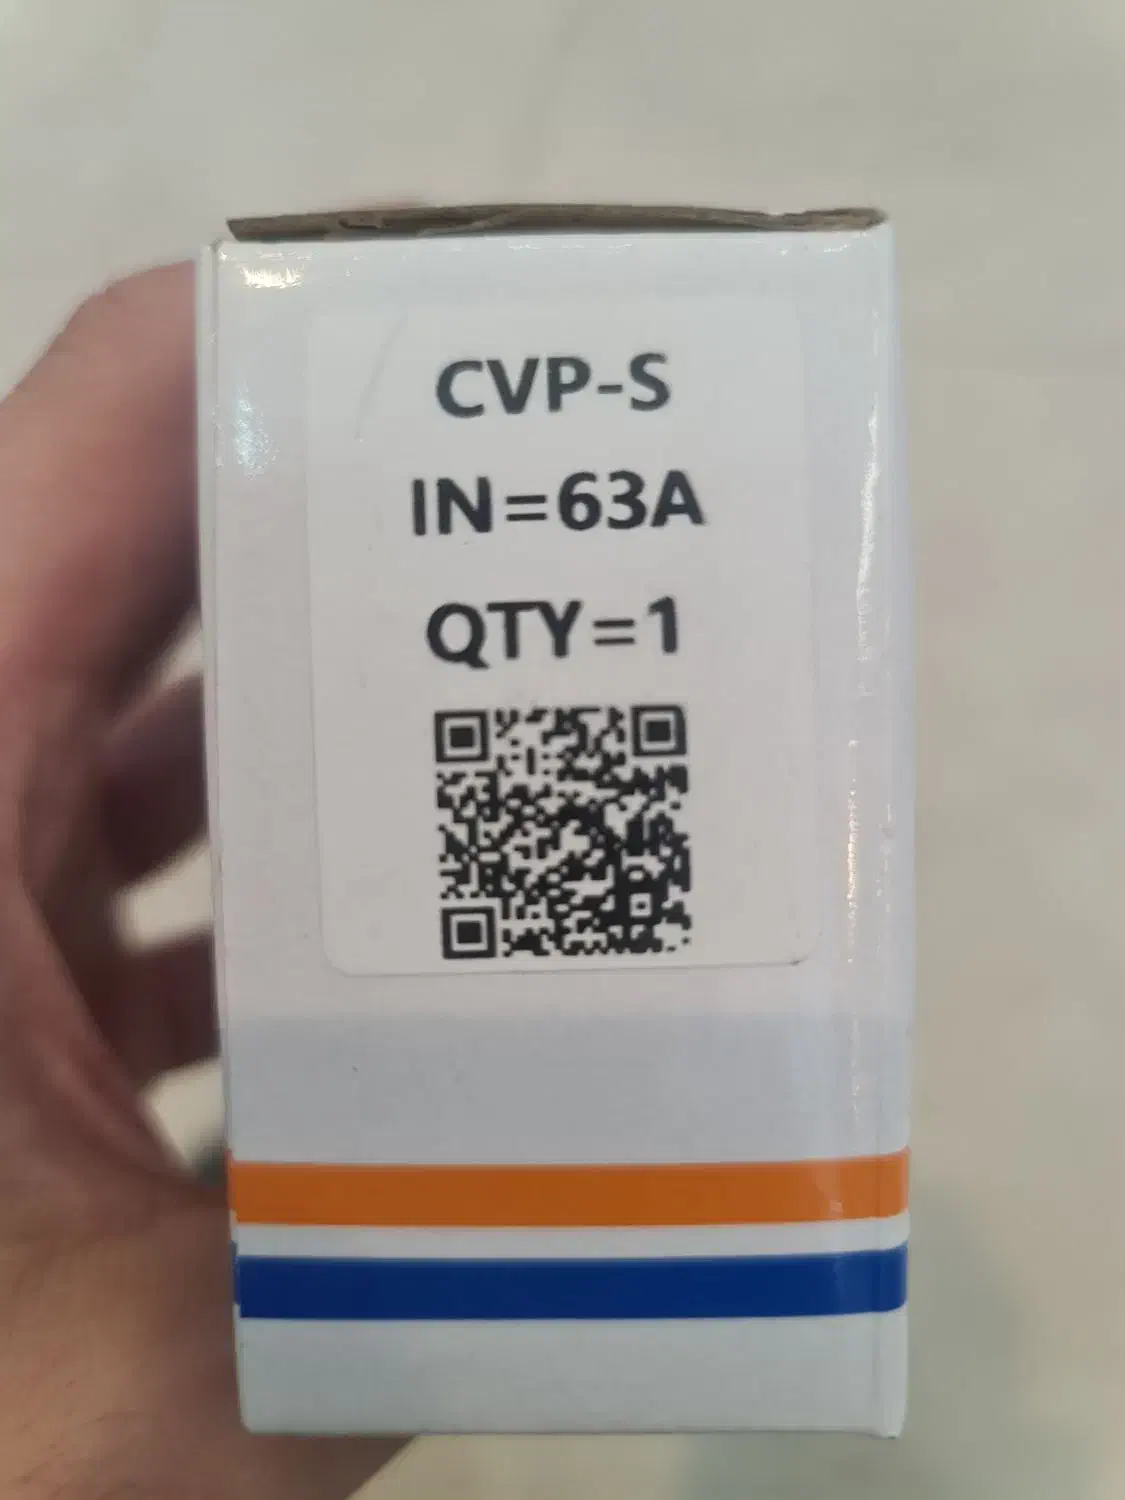 CVP-S
IN=63A
QTY=1